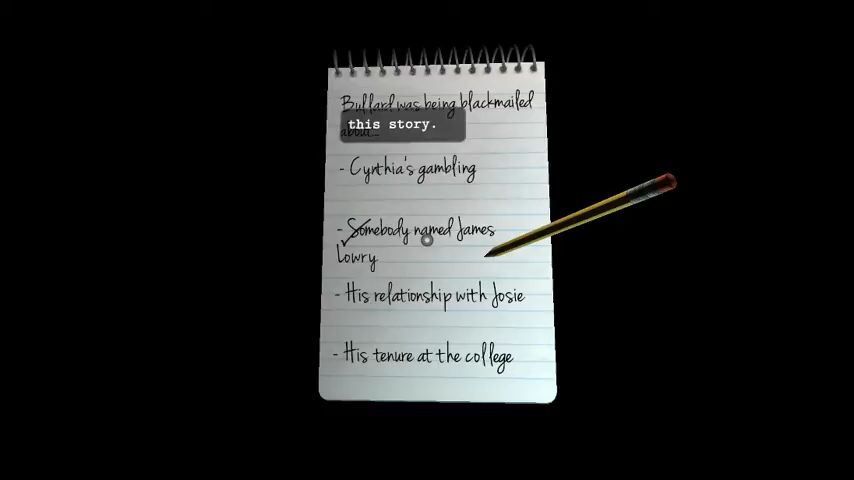 Bullard was being blackmailed
about...
this story.
- Cynthia's gambling
- Somebody named James
Lowry
- His relationship with Josie
- His tenure at the college